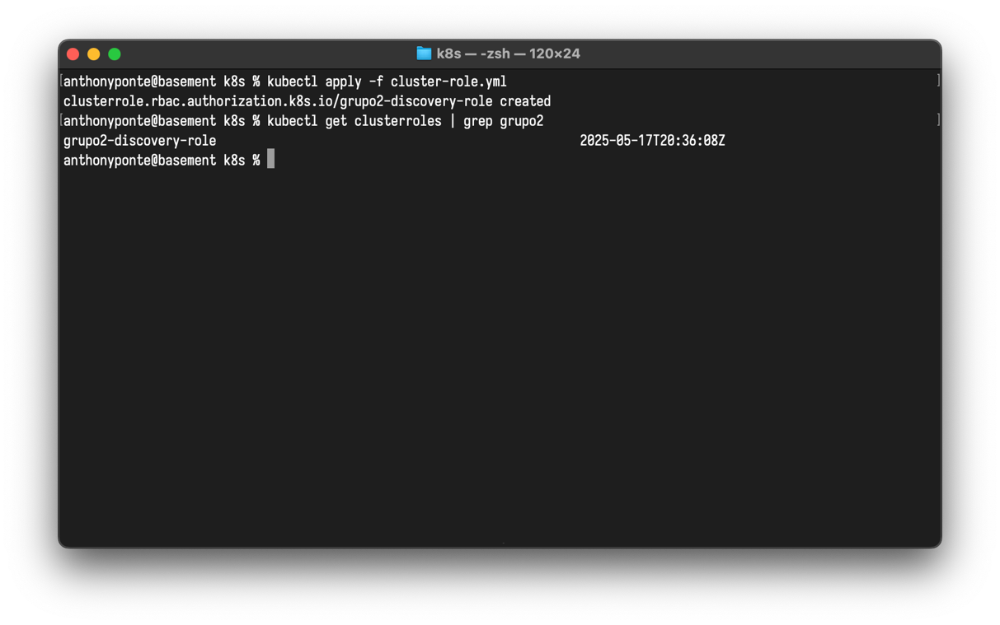 k8s — -zsh — 120×24
[anthonyponte@basement k8s % kubectl apply -f cluster-role.yml ]
clusterrole.rbac.authorization.k8s.io/grupo2-discovery-role created
[anthonyponte@basement k8s % kubectl get clusterroles | grep grupo2 ]
grupo2-discovery-role 2025-05-17T20:36:08Z
anthonyponte@basement k8s %